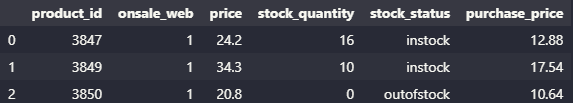 product_id onsale_web price stock_quantity stock_status purchase_price
0 3847 1 24.2 16 instock 12.88
1 3849 1 34.3 10 instock 17.54
2 3850 1 20.8 0 outofstock 10.64